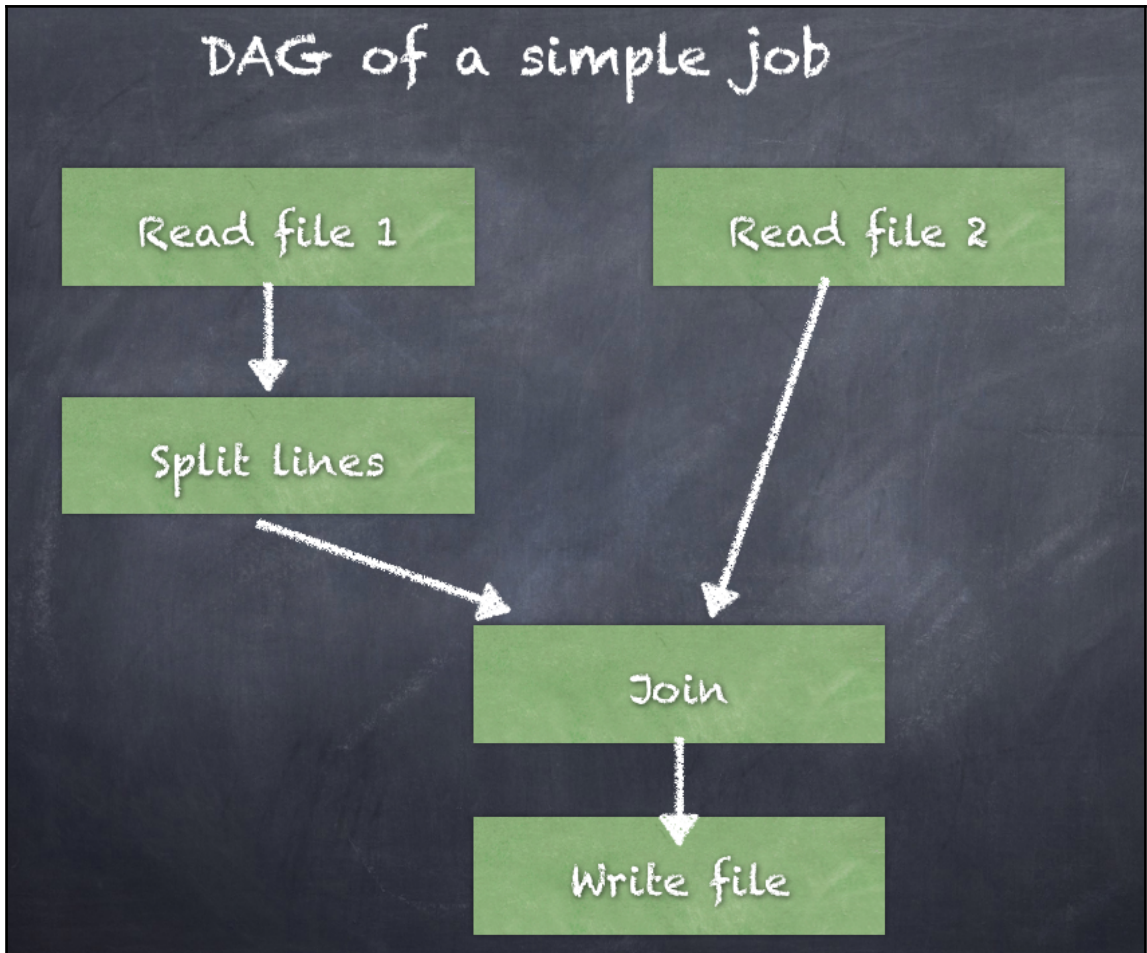 DAG of a simple job
Read file 1
Read file 2
Split lines
Join
Write file